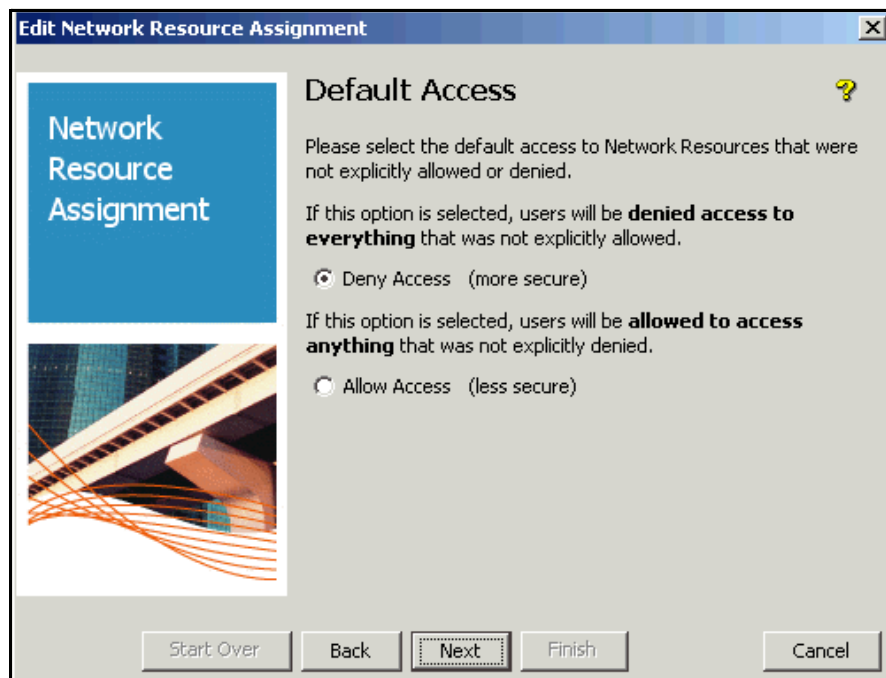 Edit Network Resource Assignment
Network
Resource
Assignment
Default Access
Please select the default access to Network Resources that were
not explicitly allowed or denied.
If this option is selected, users will be denied access to
everything that was not explicitly allowed.
Deny Access (more secure)
If this option is selected, users will be allowed to access
anything that was not explicitly denied.
Allow Access (less secure)
Start Over
Back
Next
Finish
Cancel